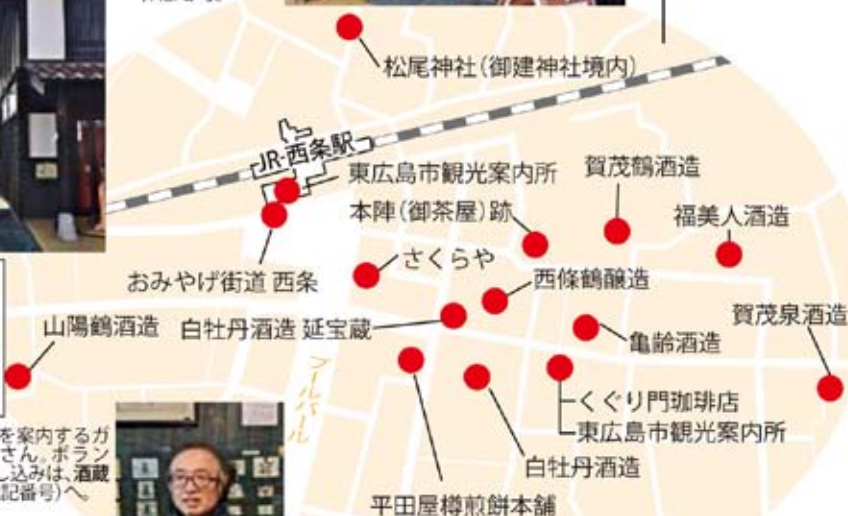 松尾神社(御建神社境内)
JR・西条駅
東広島市観光案内所
賀茂鶴酒造
本陣(御茶屋)跡
福美人酒造
さくらや
おみやげ街道 西条
西條鶴醸造
山陽鶴酒造
白牡丹酒造 延宝蔵
賀茂泉酒造
亀齢酒造
ブールバール
くぐり門珈琲店
東広島市観光案内所
白牡丹酒造
平田屋樽煎餅本舗
を案内するガ
さん。ボラン
し込みは、酒蔵
記番号)へ。